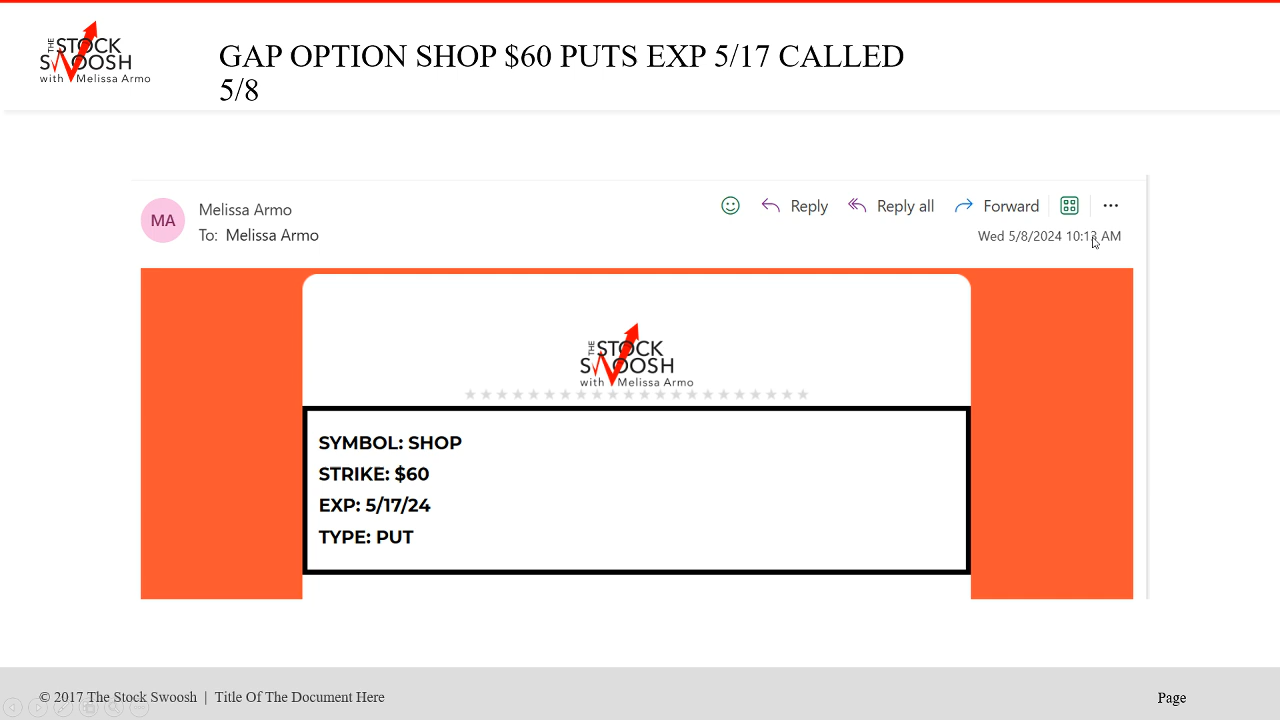 THE
STOCK
SWOOSH
with Melissa Armo
GAP OPTION SHOP $60 PUTS EXP 5/17 CALLED
5/8
MA
Melissa Armo
To: Melissa Armo
Reply
Reply all
Forward
Wed 5/8/2024 10:13 AM
THE
STOCK
SWOOSH
with Melissa Armo
SYMBOL: SHOP
STRIKE: $60
EXP: 5/17/24
TYPE: PUT
© 2017 The Stock Swoosh | Title Of The Document Here
Page